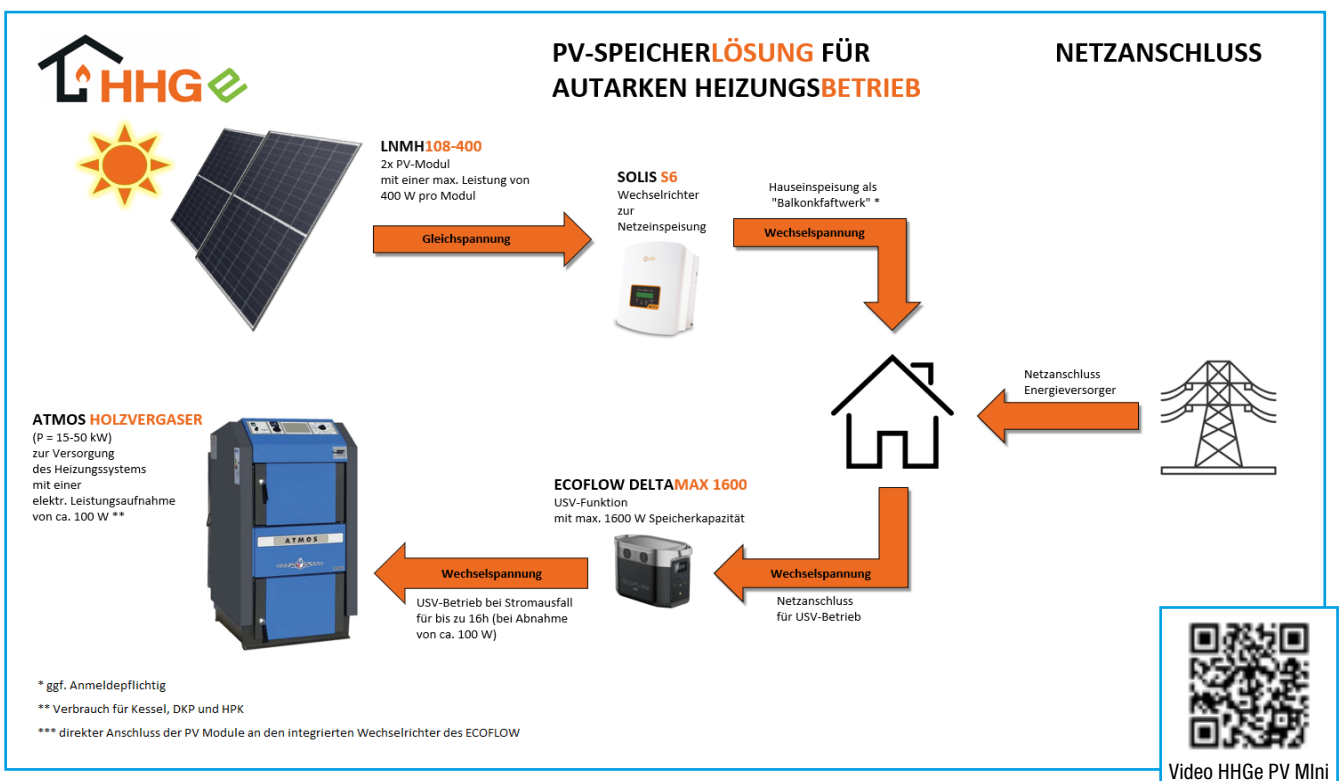 HHGe
PV-SPEICHERLÖSUNG FÜR
AUTARKEN HEIZUNGSBETRIEB
NETZANSCHLUSS
LNMH108-400
2x PV-Modul
mit einer max. Leistung von
400 W pro Modul
Gleichspannung
SOLIS S6
Wechselrichter
zur
Netzeinspeisung
Hauseinspeisung als
"Balkonkfaftwerk" *
Wechselspannung
Netzanschluss
Energieversorger
ATMOS HOLZVERGASER
(P = 15-50 kW)
zur Versorgung
des Heizungssystems
mit einer
elektr. Leistungsaufnahme
von ca. 100 W **
ATMOS
ECOFLOW DELTAMAX 1600
USV-Funktion
mit max. 1600 W Speicherkapazität
ECOFLOW
Wechselspannung
USV-Betrieb bei Stromausfall
für bis zu 16h (bei Abnahme
von ca. 100 W)
Wechselspannung
Netzanschluss
für USV-Betrieb
* ggf. Anmeldepflichtig
** Verbrauch für Kessel, DKP und HPK
*** direkter Anschluss der PV Module an den integrierten Wechselrichter des ECOFLOW
Video HHGe PV MIni